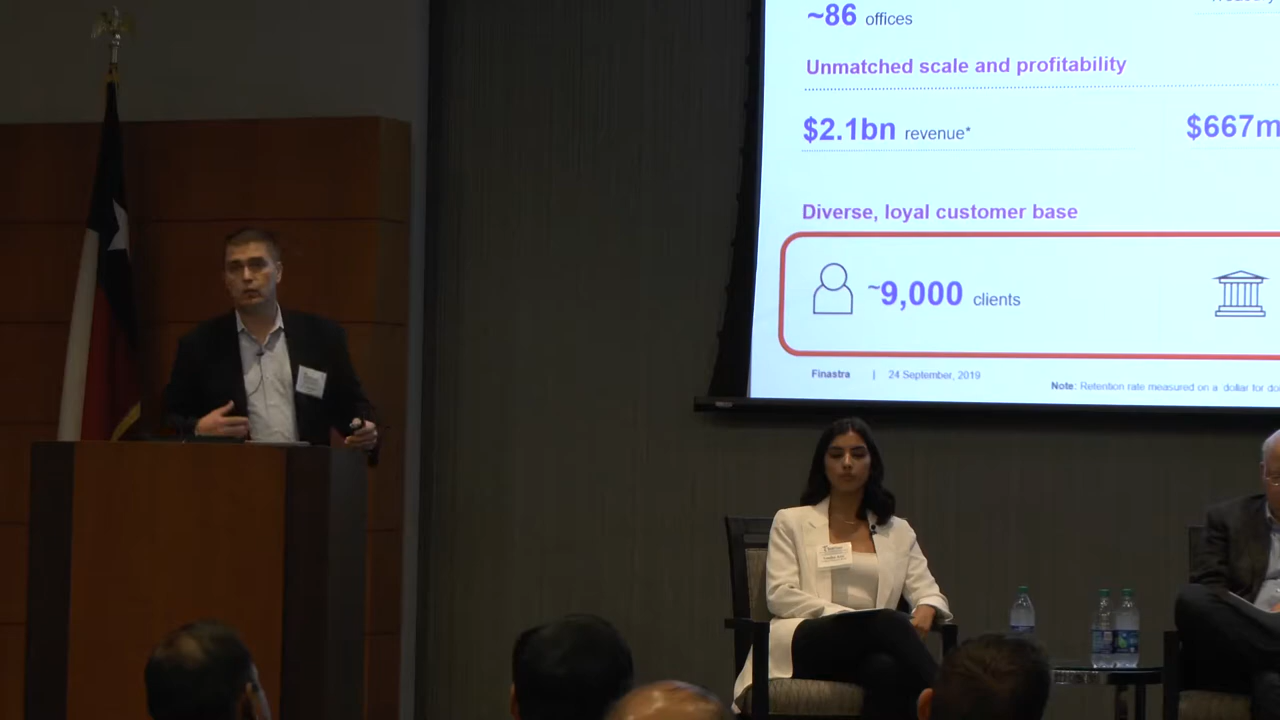 ~86 offices
Unmatched scale and profitability
$2.1bn revenue* $667m
Diverse, loyal customer base
~9,000 clients
Finastra | 24 September, 2019
Note: Retention rate measured on a dollar for do